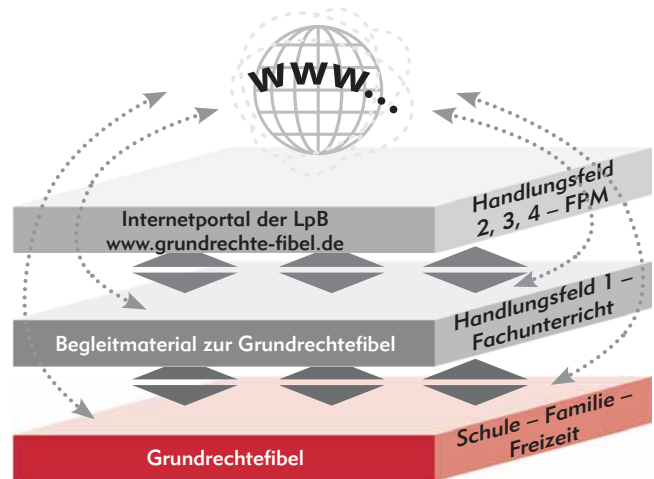 www...
Internetportal der LpB
www.grundrechte-fibel.de
Handlungsfeld
2, 3, 4 – FPM
Begleitmaterial zur Grundrechtefibel
Handlungsfeld 1 –
Fachunterricht
Grundrechtefibel
Schule – Familie –
Freizeit